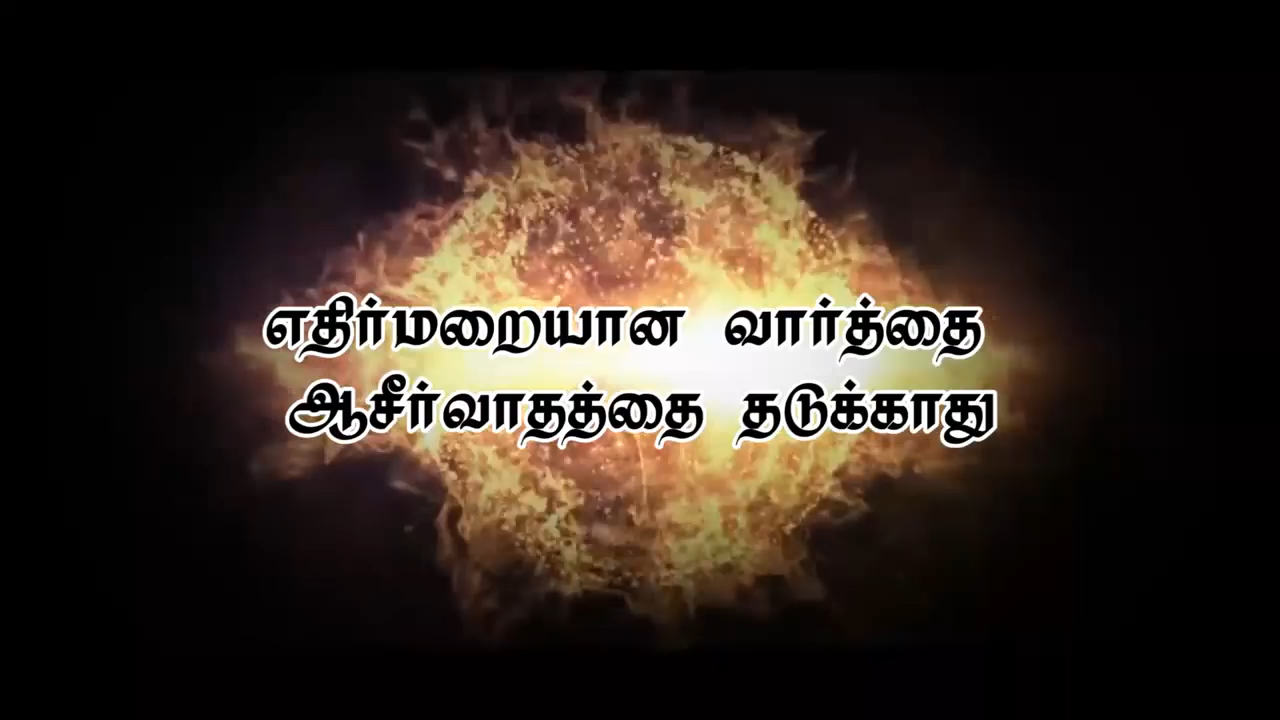 எதிர்மறையான வார்த்தை
ஆசீர்வாதத்தை தடுக்காது